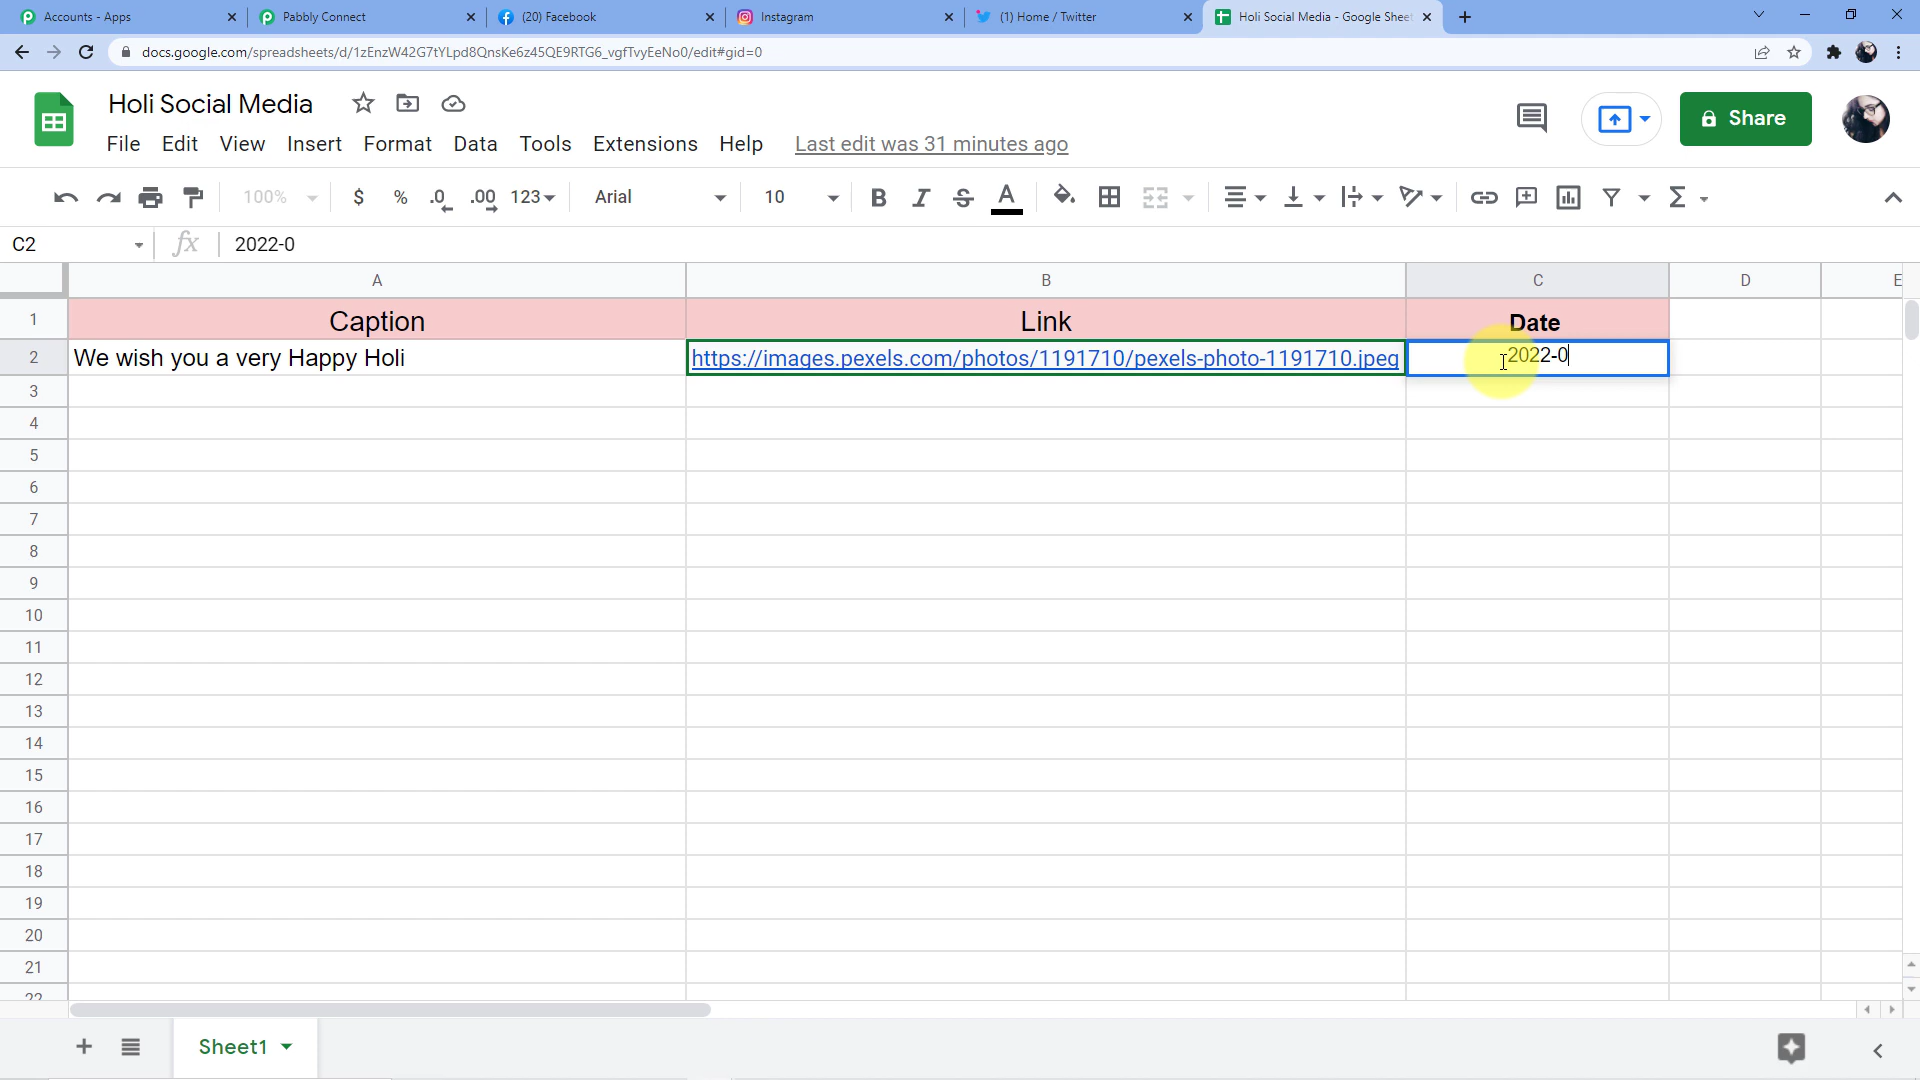 Accounts - Apps
Pabbly Connect
(20) Facebook
Instagram
(1) Home / Twitter
Holi Social Media - Google Sheet
docs.google.com/spreadsheets/d/1zEnzW42G7tYLpd8QnsKe6z45QE9RTG6_vgfTvyEeNo0/edit#gid=0
Holi Social Media
Share
File Edit View Insert Format Data Tools Extensions Help Last edit was 31 minutes ago
100% $ % .0 .00 123 Arial 10 B I S A Σ
C2 fx 2022-0
A B C D E
1 Caption Link Date
2 We wish you a very Happy Holi https://images.pexels.com/photos/1191710/pexels-photo-1191710.jpeg 2022-0
3
4
5
6
7
8
9
10
11
12
13
14
15
16
17
18
19
20
21
22
Sheet1